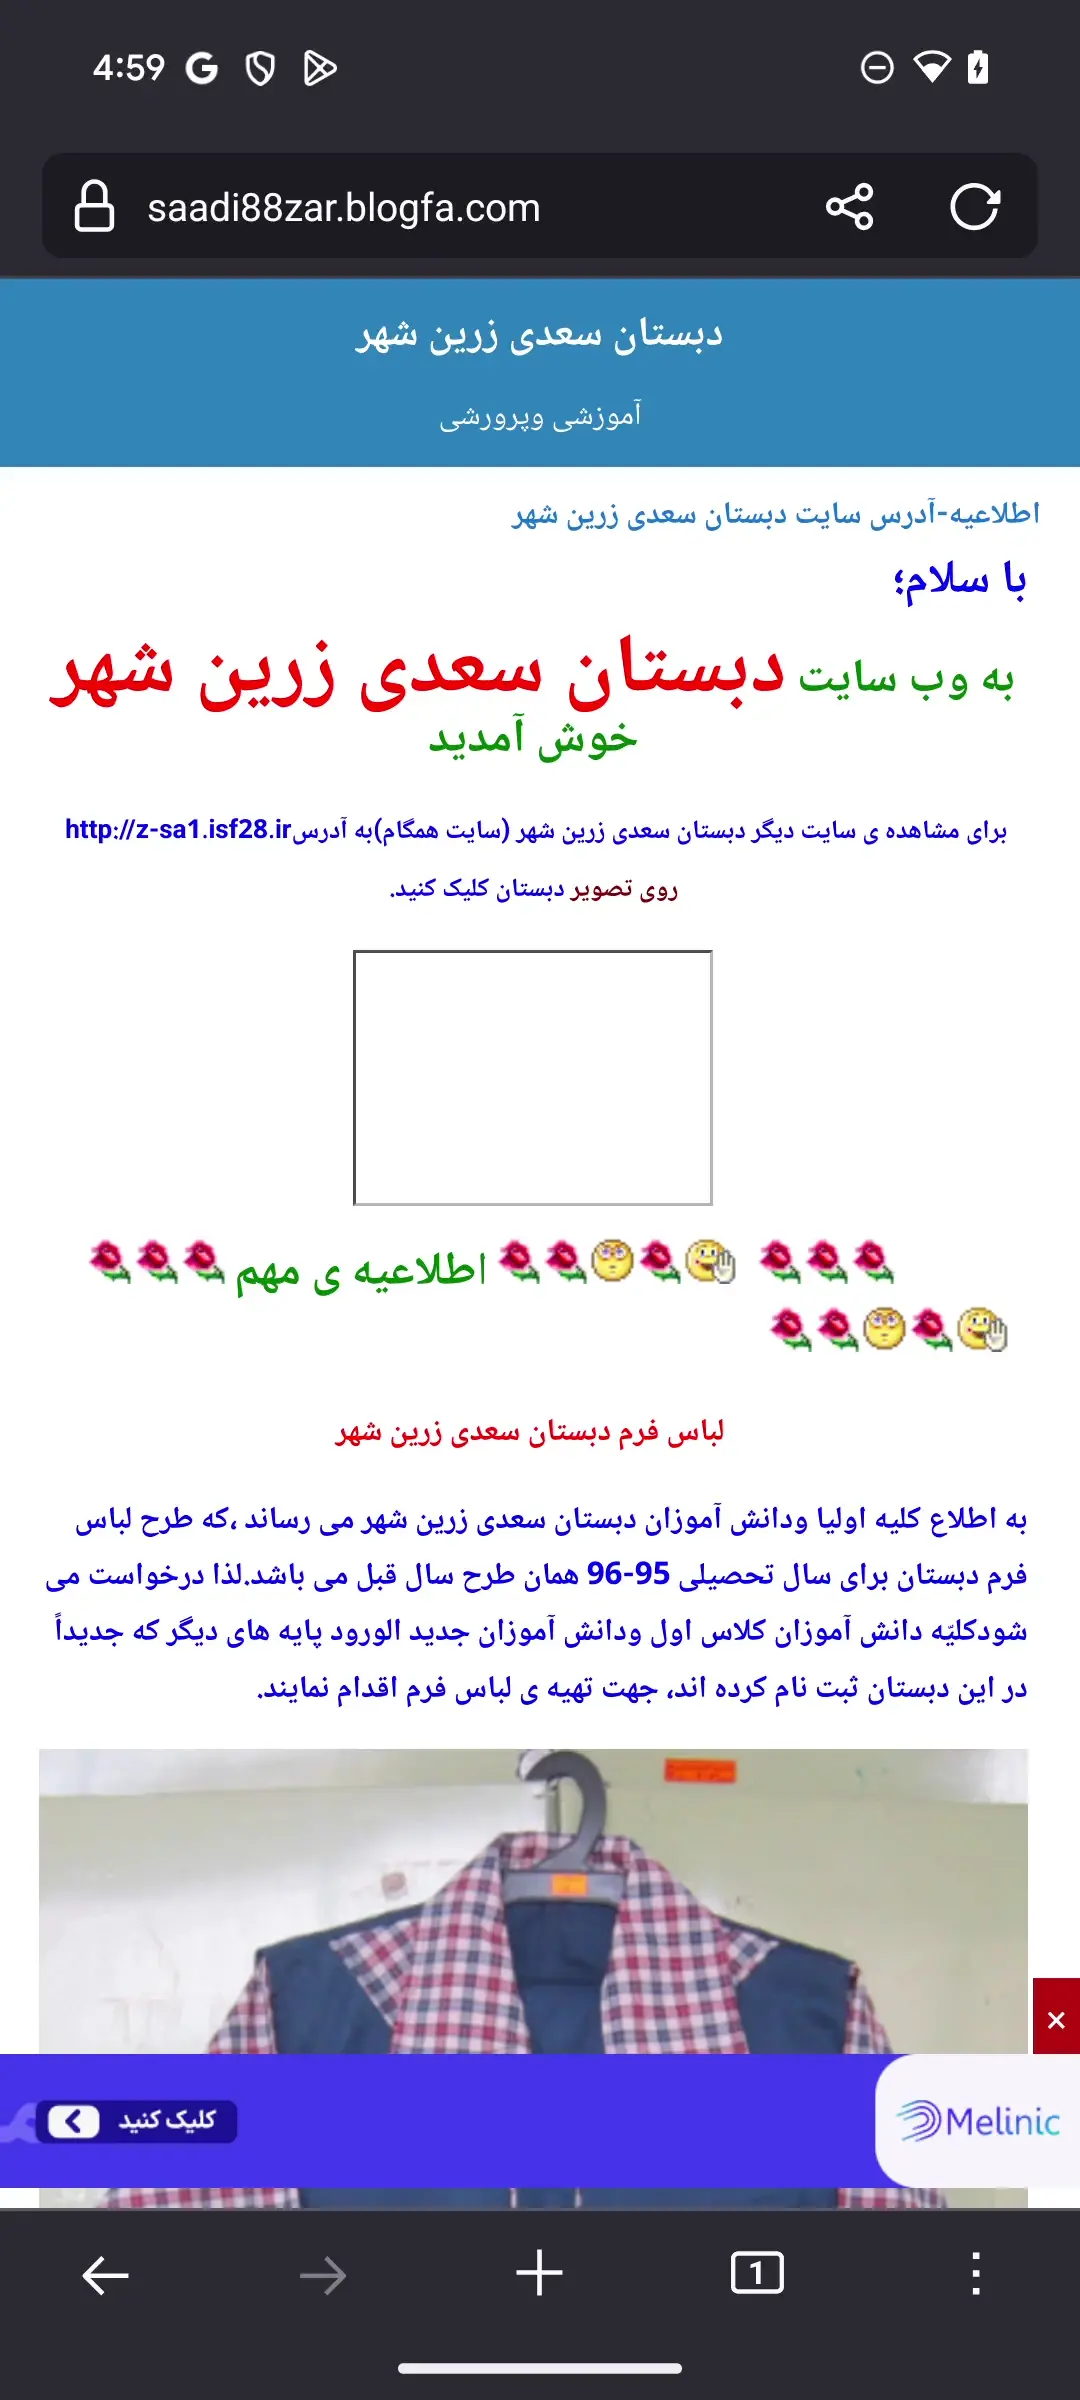 4:59
saadi88zar.blogfa.com
دبستان سعدی زرین شهر
آموزشی وپرورشی
اطلاعیه-آدرس سایت دبستان سعدی زرین شهر
با سلام؛
به وب سایت دبستان سعدی زرین شهر
خوش آمدید
برای مشاهده ی سایت دیگر دبستان سعدی زرین شهر (سایت همگام)به آدرسhttp://z-sa1.isf28.ir
روی تصویر دبستان کلیک کنید.
اطلاعیه ی مهم
لباس فرم دبستان سعدی زرین شهر
به اطلاع کلیه اولیا ودانش آموزان دبستان سعدی زرین شهر می رساند ،که طرح لباس
فرم دبستان برای سال تحصیلی 95-96 همان طرح سال قبل می باشد.لذا درخواست می
شودکلیّه دانش آموزان کلاس اول ودانش آموزان جدید الورود پایه های دیگر که جدیداً
در این دبستان ثبت نام کرده اند، جهت تهیه ی لباس فرم اقدام نمایند.
کلیک کنید
Melinic
1